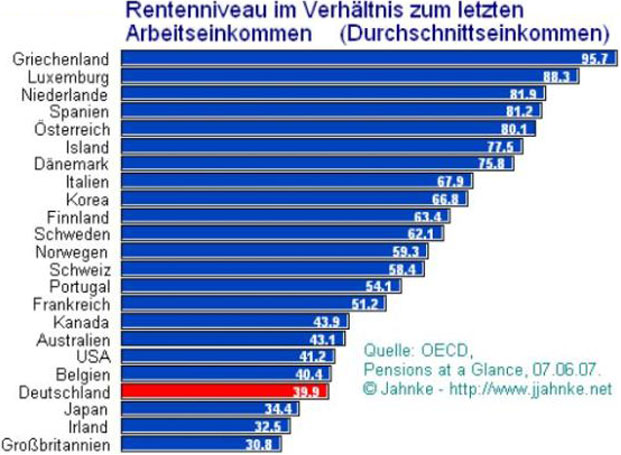 Rentenniveau im Verhältnis zum letzten
Arbeitseinkommen (Durchschnittseinkommen)
Griechenland 95.7
Luxemburg 88.3
Niederlande 81.9
Spanien 81.2
Österreich 80.1
Island 77.5
Dänemark 75.8
Italien 67.9
Korea 66.8
Finnland 63.4
Schweden 62.1
Norwegen 59.3
Schweiz 58.4
Portugal 54.1
Frankreich 51.2
Kanada 43.9
Australien 43.1
USA 41.2
Belgien 40.4
Deutschland 39.9
Japan 34.4
Irland 32.5
Großbritannien 30.8
Quelle: OECD,
Pensions at a Glance, 07.06.07.
© Jahnke - http://www.jjahnke.net